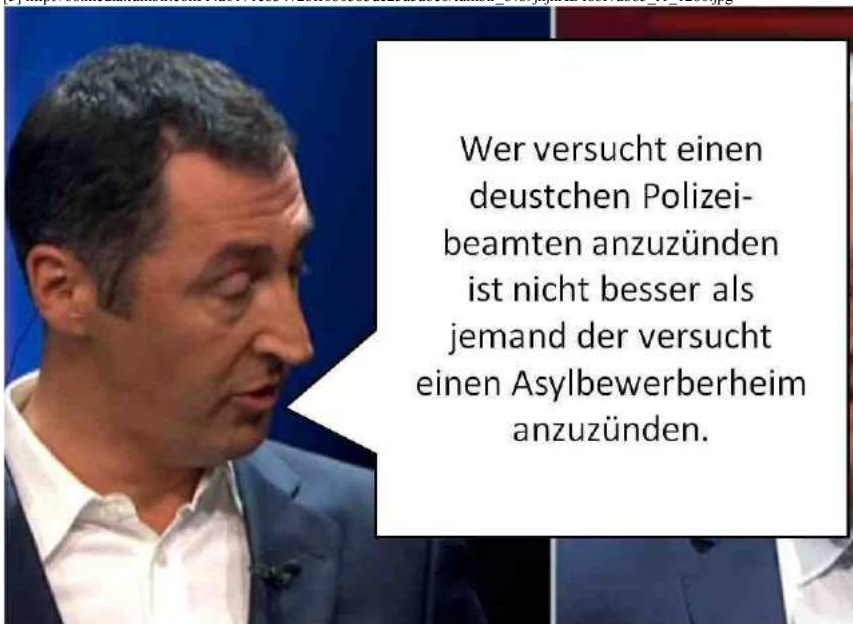 Wer versucht einen
deustchen Polizei-
beamten anzuzünden
ist nicht besser als
jemand der versucht
einen Asylbewerberheim
anzuzünden.